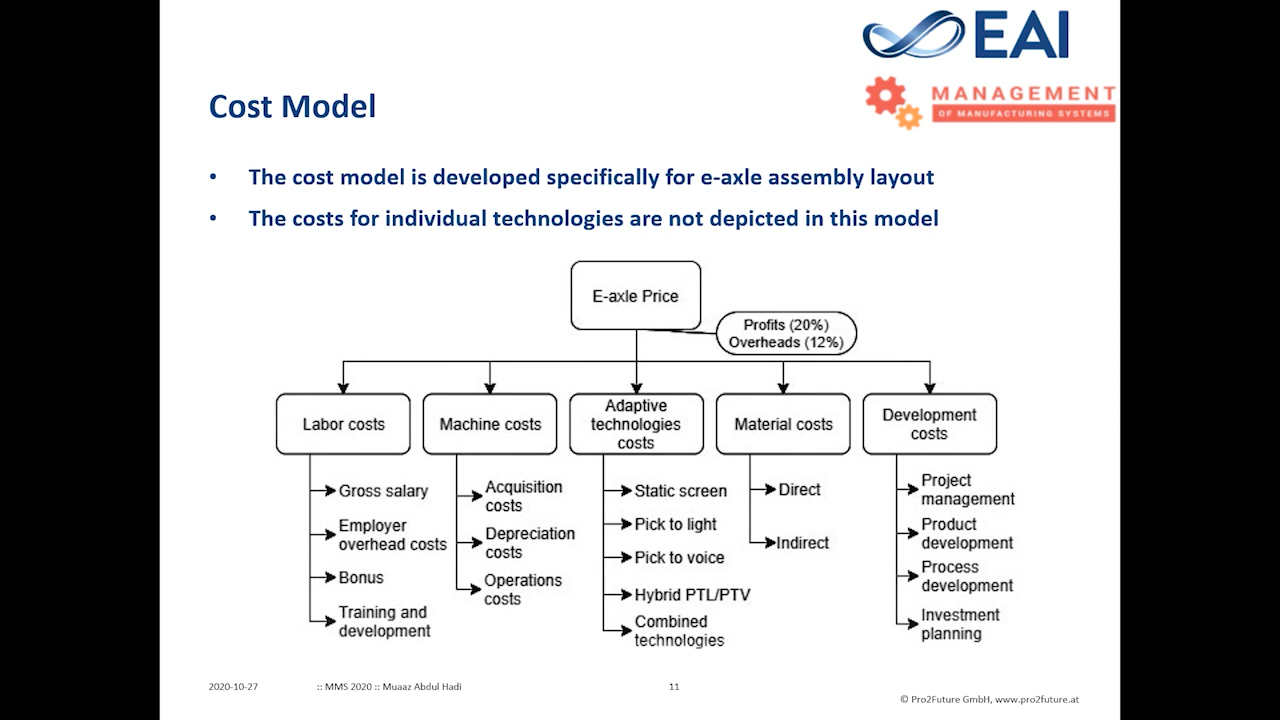 EAI
MANAGEMENT
OF MANUFACTURING SYSTEMS
Cost Model
• The cost model is developed specifically for e-axle assembly layout
• The costs for individual technologies are not depicted in this model
E-axle Price
Profits (20%)
Overheads (12%)
Labor costs
Machine costs
Adaptive
technologies
costs
Material costs
Development
costs
Gross salary
Employer
overhead costs
Bonus
Training and
development
Acquisition
costs
Depreciation
costs
Operations
costs
Static screen
Pick to light
Pick to voice
Hybrid PTL/PTV
Combined
technologies
Direct
Indirect
Project
management
Product
development
Process
development
Investment
planning
2020-10-27
:: MMS 2020 :: Muaaz Abdul Hadi
11
© Pro2Future GmbH, www.pro2future.at